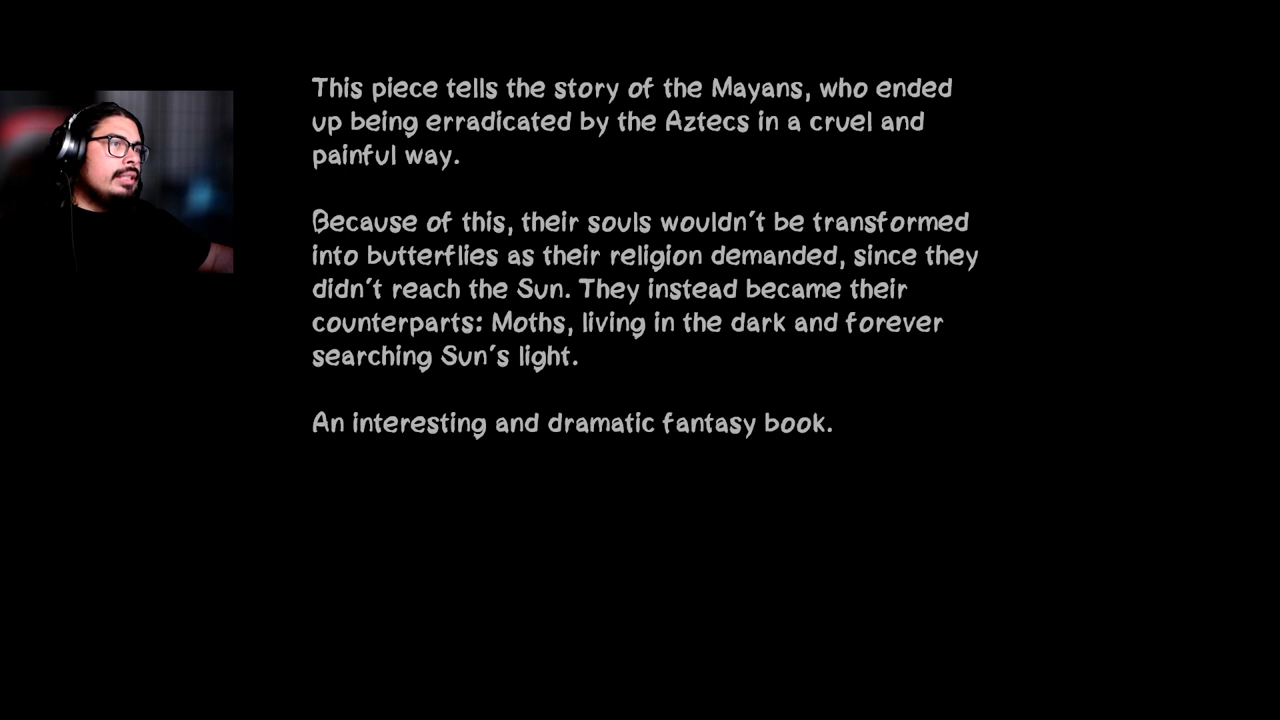 This piece tells the story of the Mayans, who ended
up being erradicated by the Aztecs in a cruel and
painful way.
Because of this, their souls wouldn't be transformed
into butterflies as their religion demanded, since they
didn't reach the Sun. They instead became their
counterparts: Moths, living in the dark and forever
searching Sun's light.
An interesting and dramatic fantasy book.